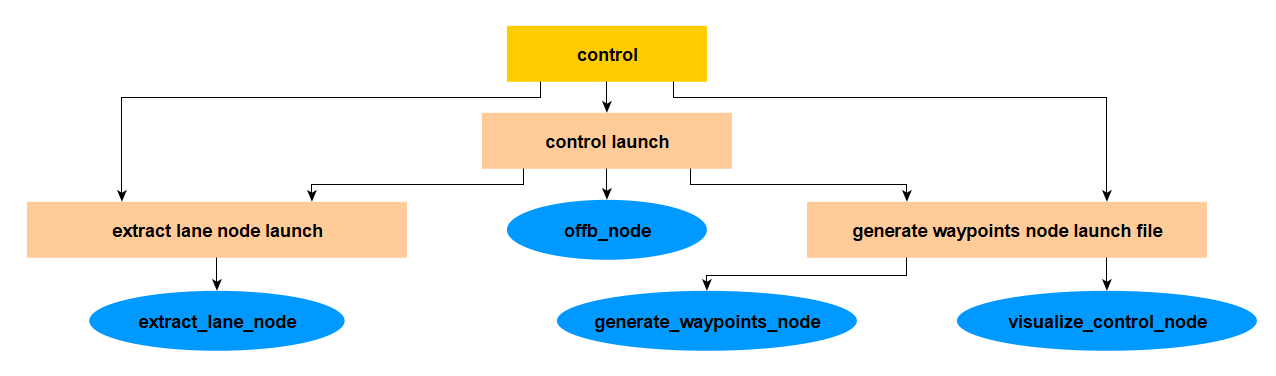 control
control launch
extract lane node launch
offb_node
generate waypoints node launch file
extract_lane_node
generate_waypoints_node
visualize_control_node